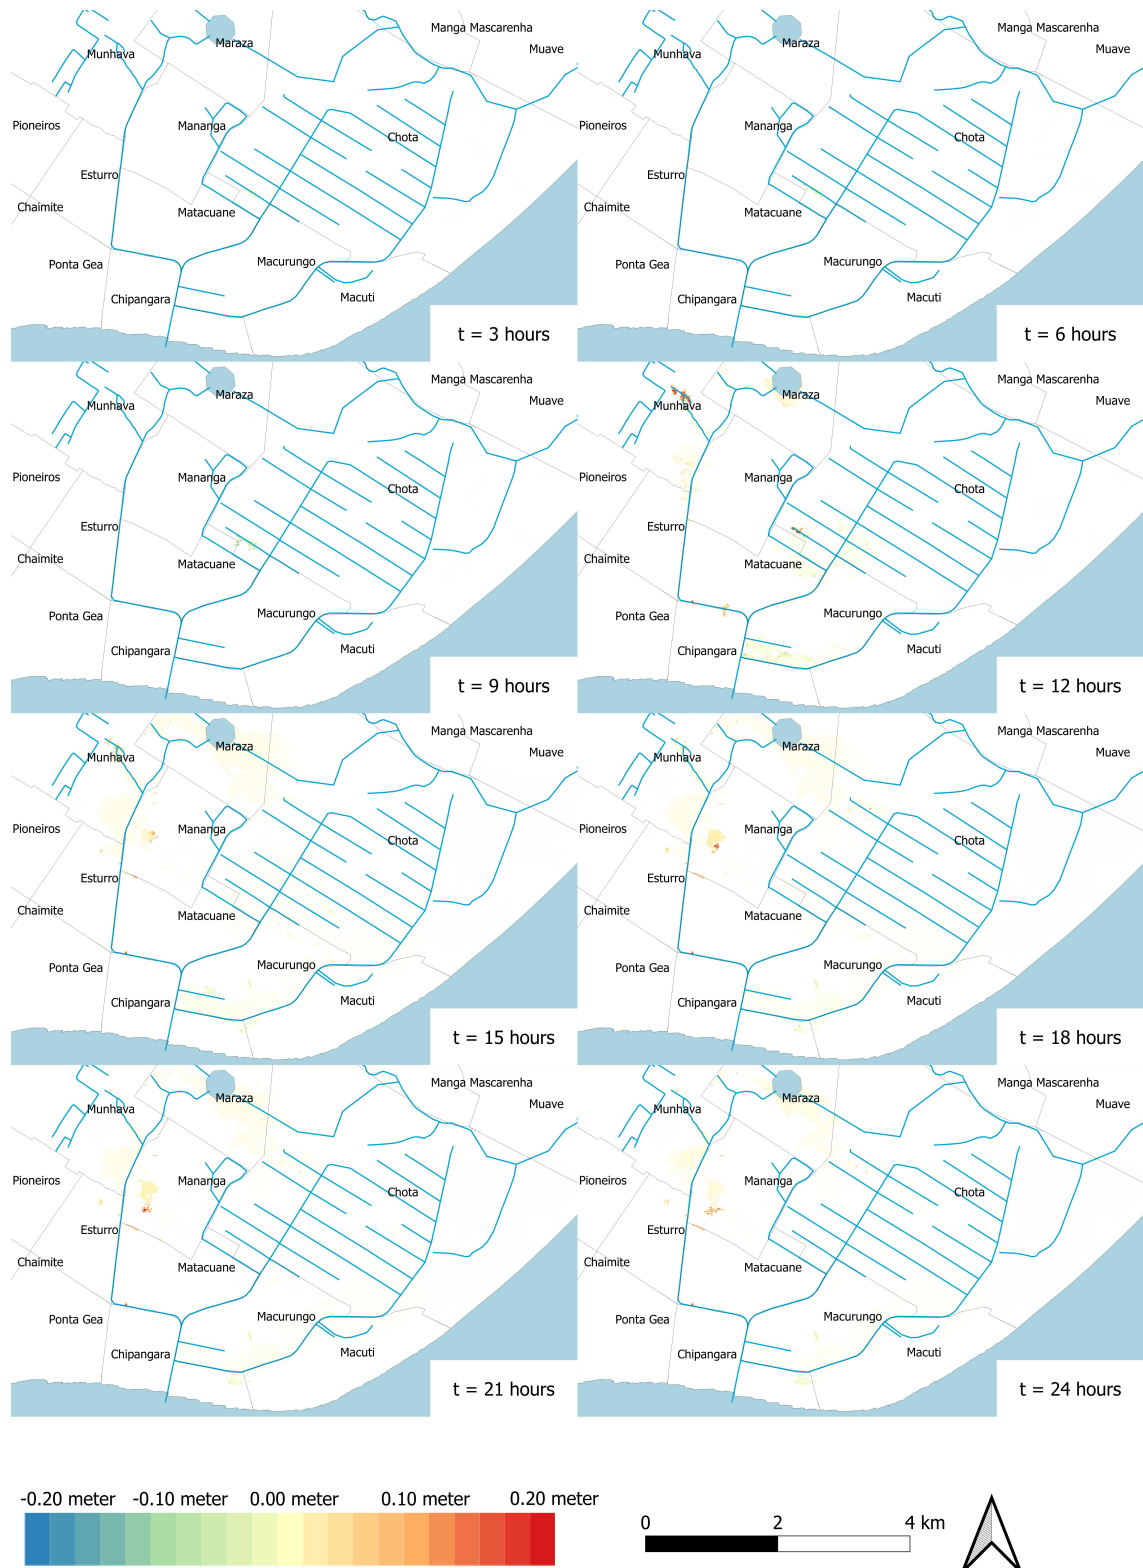 Manga Mascarenha
Maraza
Muave
Munhava
Pioneiros
Mananga
Chota
Esturro
Chaimite
Matacuane
Ponta Gea
Macurungo
Chipangara
Macuti
t = 3 hours
Manga Mascarenha
Maraza
Muave
Munhava
Pioneiros
Mananga
Chota
Esturro
Chaimite
Matacuane
Ponta Gea
Macurungo
Chipangara
Macuti
t = 6 hours
Manga Mascarenha
Maraza
Muave
Munhava
Pioneiros
Mananga
Chota
Esturro
Chaimite
Matacuane
Ponta Gea
Macurungo
Chipangara
Macuti
t = 9 hours
Manga Mascarenha
Maraza
Muave
Munhava
Pioneiros
Mananga
Chota
Esturro
Chaimite
Matacuane
Ponta Gea
Macurungo
Chipangara
Macuti
t = 12 hours
Manga Mascarenha
Maraza
Muave
Munhava
Pioneiros
Mananga
Chota
Esturro
Chaimite
Matacuane
Ponta Gea
Macurungo
Chipangara
Macuti
t = 15 hours
Manga Mascarenha
Maraza
Muave
Munhava
Pioneiros
Mananga
Chota
Esturro
Chaimite
Matacuane
Ponta Gea
Macurungo
Chipangara
Macuti
t = 18 hours
Manga Mascarenha
Maraza
Muave
Munhava
Pioneiros
Mananga
Chota
Esturro
Chaimite
Matacuane
Ponta Gea
Macurungo
Chipangara
Macuti
t = 21 hours
Manga Mascarenha
Maraza
Muave
Munhava
Pioneiros
Mananga
Chota
Esturro
Chaimite
Matacuane
Ponta Gea
Macurungo
Chipangara
Macuti
t = 24 hours
-0.20 meter -0.10 meter 0.00 meter 0.10 meter 0.20 meter
0 2 4 km